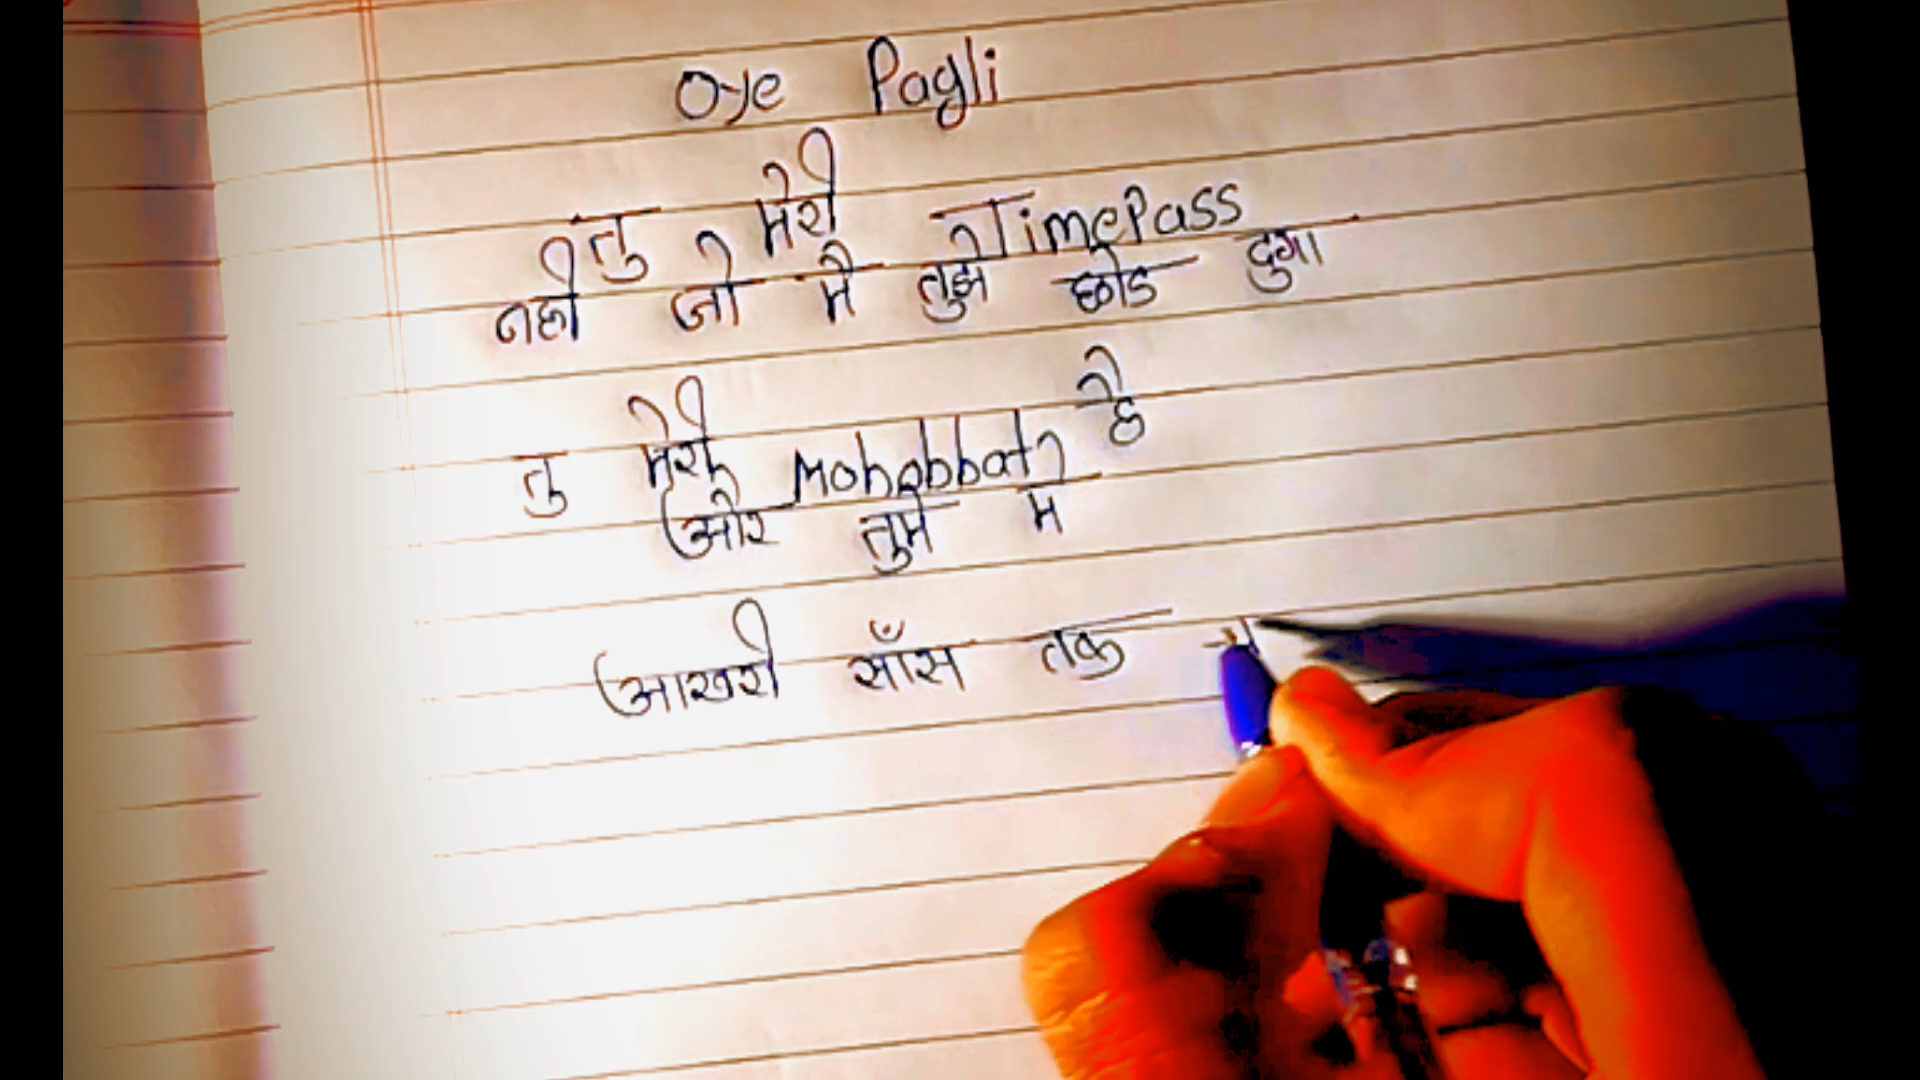 Oye Pagli
तु मेरी TimePass
नही जो मै तुझे छोड दुगा
तु मेरी Mohabbat है
और तुमे मे
आखरी साँस तक